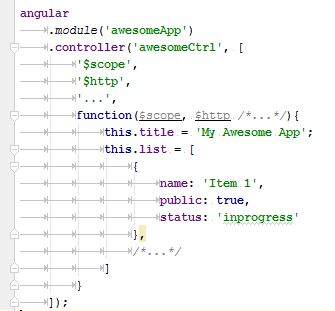 angular
    .module('awesomeApp')
    .controller('awesomeCtrl', [
        '$scope',
        '$http',
        '...',
        function($scope, $http /*...*/){
            this.title = 'My Awesome App';
            this.list = [
                {
                    name: 'Item 1',
                    public: true,
                    status: 'inprogress'
                },
                /*...*/
            ]
        }
    ]);